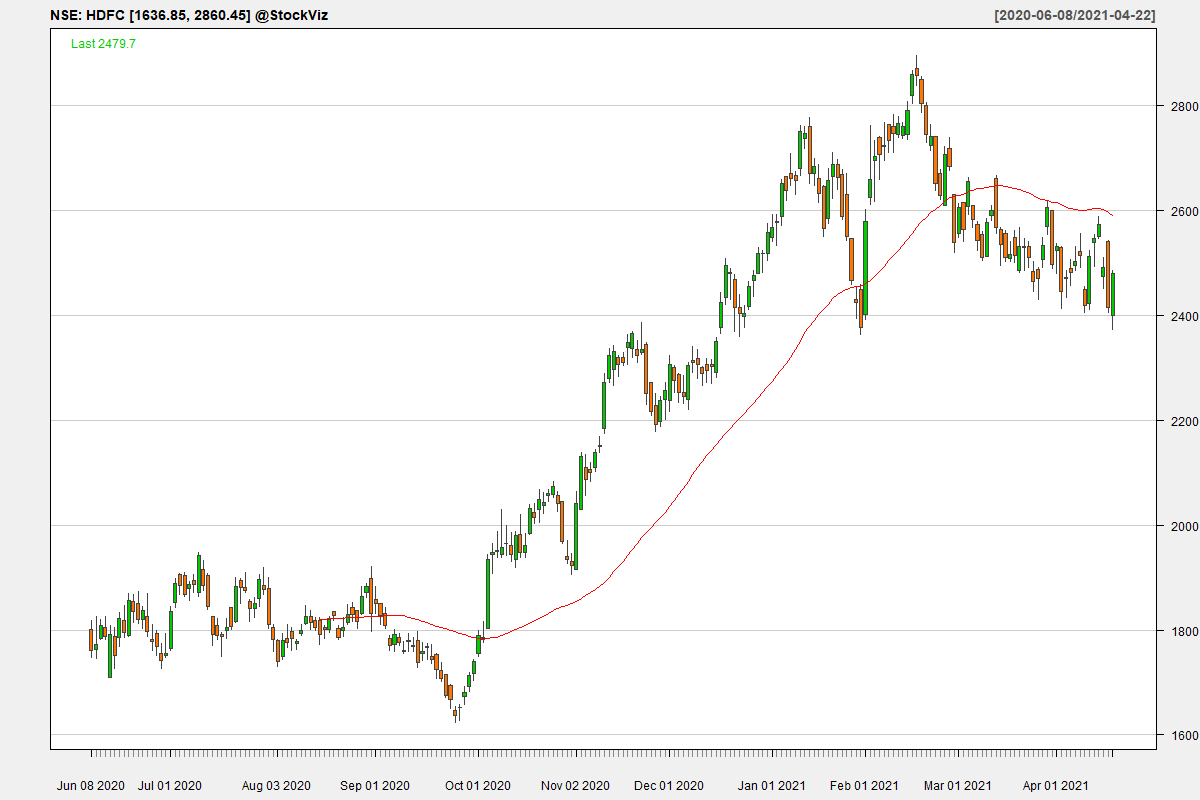 NSE: HDFC [1636.85, 2860.45] @StockViz
[2020-06-08/2021-04-22]
Last 2479.7
2800
2600
2400
2200
2000
1800
1600
Jun 08 2020 Jul 01 2020 Aug 03 2020 Sep 01 2020 Oct 01 2020 Nov 02 2020 Dec 01 2020 Jan 01 2021 Feb 01 2021 Mar 01 2021 Apr 01 2021